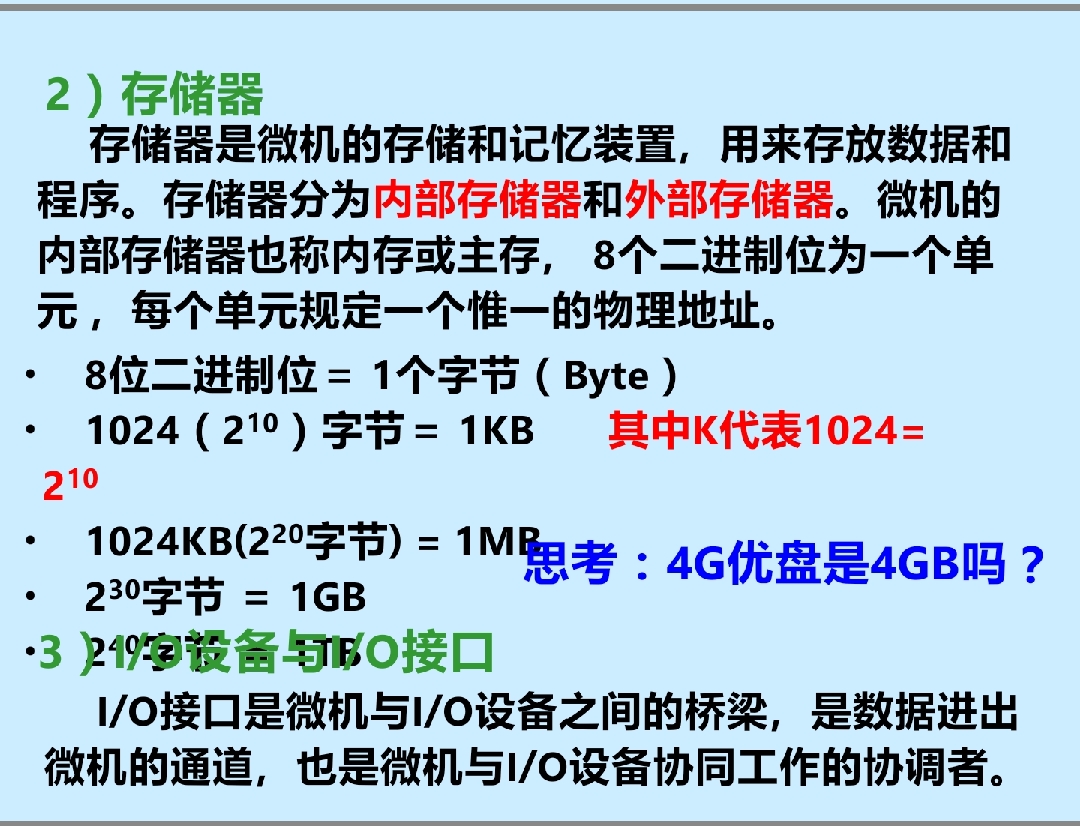 2）存储器
存储器是微机的存储和记忆装置，用来存放数据和
程序。存储器分为内部存储器和外部存储器。微机的
内部存储器也称内存或主存， 8个二进制位为一个单
元 ，每个单元规定一个惟一的物理地址。
• 8位二进制位＝ 1个字节（Byte）
• 1024（2¹⁰）字节＝ 1KB 其中K代表1024=
2¹⁰
• 1024KB(2²⁰字节) = 1MB
思考：4G优盘是4GB吗？
• 2³⁰字节 ＝ 1GB
• 2⁴⁰字节 ＝ 1TB
3）I/O设备与I/O接口
I/O接口是微机与I/O设备之间的桥梁，是数据进出
微机的通道，也是微机与I/O设备协同工作的协调者。